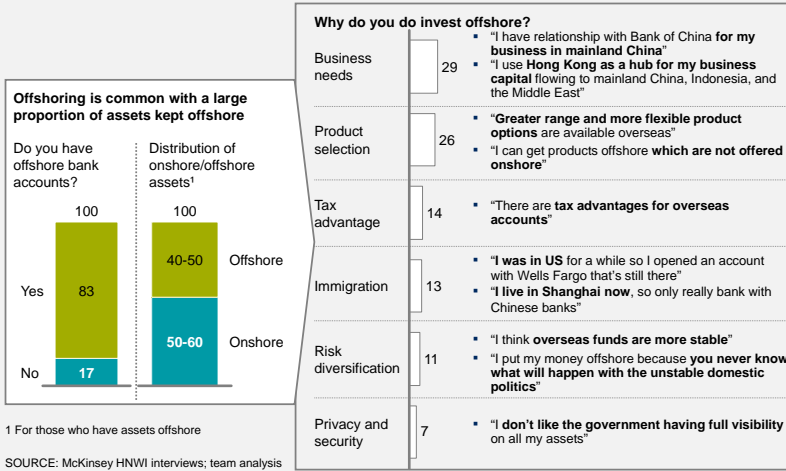 Offshoring is common with a large
proportion of assets kept offshore
Do you have
offshore bank
accounts?
Distribution of
onshore/offshore
assets¹
100
100
Yes
83
40-50
Offshore
No
17
50-60
Onshore
1 For those who have assets offshore
SOURCE: McKinsey HNWI interviews; team analysis
Why do you do invest offshore?
Business
needs
29
▪ “I have relationship with Bank of China for my
business in mainland China”
▪ “I use Hong Kong as a hub for my business
capital flowing to mainland China, Indonesia, and
the Middle East”
Product
selection
26
▪ “Greater range and more flexible product
options are available overseas”
▪ “I can get products offshore which are not offered
onshore”
Tax
advantage
14
▪ “There are tax advantages for overseas
accounts”
Immigration
13
▪ “I was in US for a while so I opened an account
with Wells Fargo that’s still there”
▪ “I live in Shanghai now, so only really bank with
Chinese banks”
Risk
diversification
11
▪ “I think overseas funds are more stable”
▪ “I put my money offshore because you never know
what will happen with the unstable domestic
politics”
Privacy and
security
7
▪ “I don’t like the government having full visibility
on all my assets”